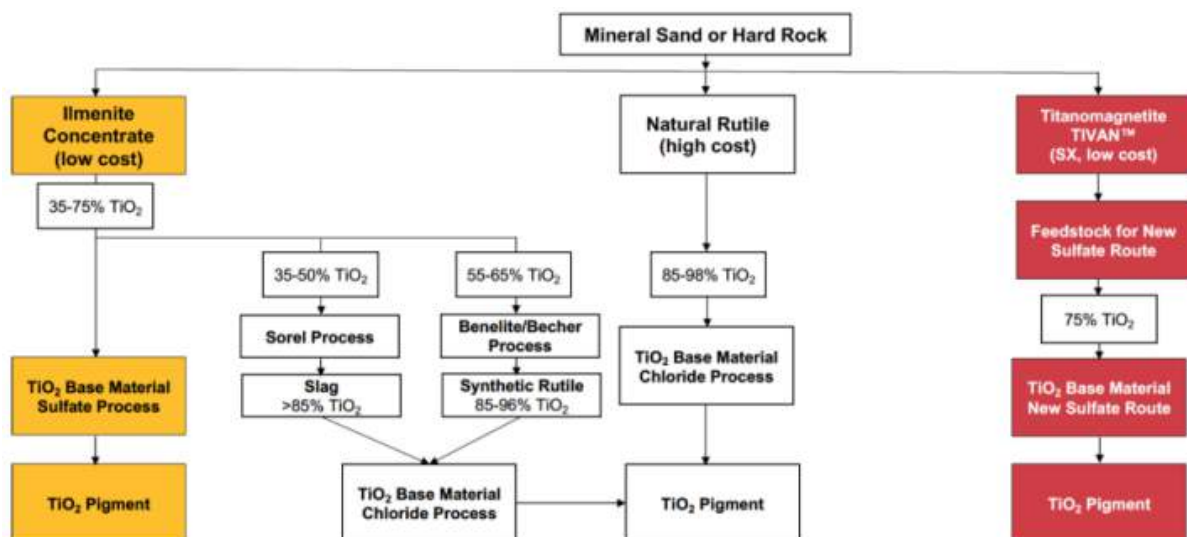 Mineral Sand or Hard Rock
Ilmenite
Concentrate
(low cost)
35-75% TiO₂
35-50% TiO₂
Sorel Process
Slag
>85% TiO₂
55-65% TiO₂
Benelite/Becher
Process
Synthetic Rutile
85-96% TiO₂
TiO₂ Base Material
Sulfate Process
TiO₂ Pigment
TiO₂ Base Material
Chloride Process
Natural Rutile
(high cost)
85-98% TiO₂
TiO₂ Base Material
Chloride Process
TiO₂ Pigment
Titanomagnetite
TIVAN™
(SX, low cost)
Feedstock for New
Sulfate Route
75% TiO₂
TiO₂ Base Material
New Sulfate Route
TiO₂ Pigment